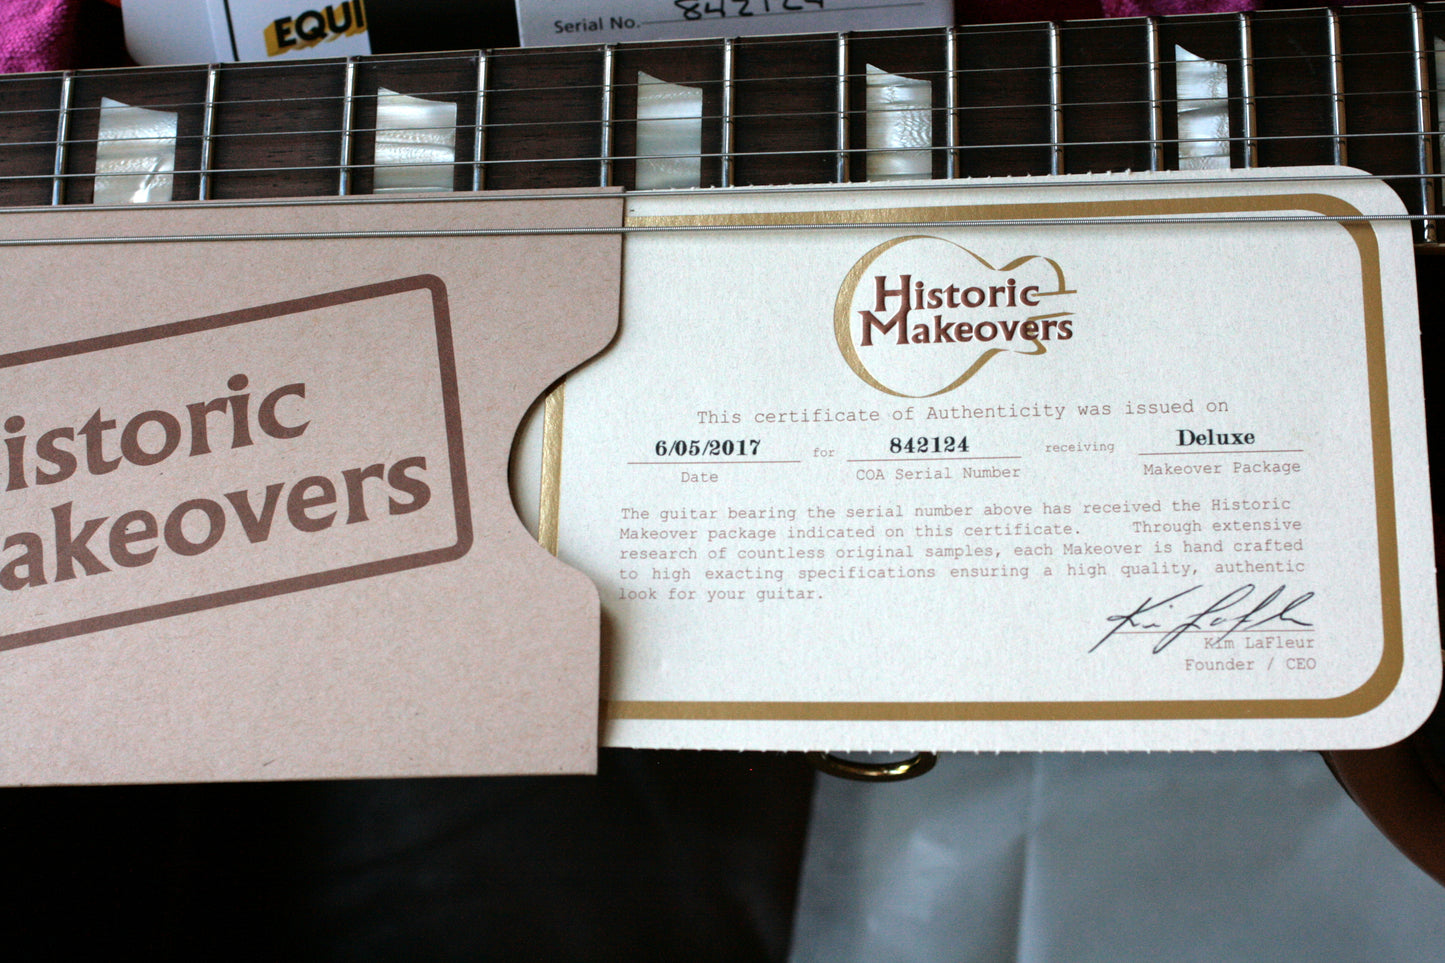 EQUI
Serial No. 842124
istoric
akeovers
Historic
Makeovers
This certificate of Authenticity was issued on
6/05/2017 for 842124 receiving Deluxe
Date COA Serial Number Makeover Package
The guitar bearing the serial number above has received the Historic
Makeover package indicated on this certificate. Through extensive
research of countless original samples, each Makeover is hand crafted
to high exacting specifications ensuring a high quality, authentic
look for your guitar.
Kim LaFleur
Kim LaFleur
Founder / CEO